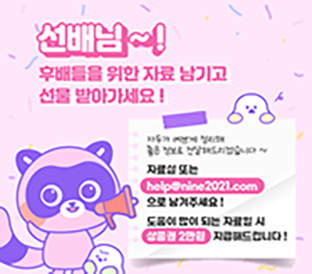 선배님~!
후배들을 위한 자료 남기고
선물 받아가세요!
자두가 예쁘게 정리해
좋은 정보로 전달해드리겠습니다~
자료실 또는
help@nine2021.com
으로 남겨주세요!
도움이 많이 되는 자료일 시
상품권 2만원 지급해드립니다!